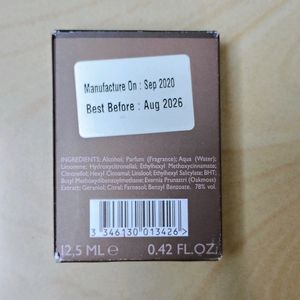 Manufacture On : Sep 2020
Best Before : Aug 2026
INGREDIENTS: Alcohol; Parfum (Fragrance); Aqua (Water);
Limonene; Hydroxycitronellal; Ethylhexyl Methoxycinnamate;
Citronellol; Hexyl Cinnamal; Linalool; Ethylhexyl Salicylate; BHT;
Butyl Methoxydibenzoylmethane; Evernia Prunastri (Oakmoss)
Extract; Geraniol; Citral; Farnesol; Benzyl Benzoate. 78% vol.
3 346130 013426 >
12,5 ML e 0.42 FL.OZ